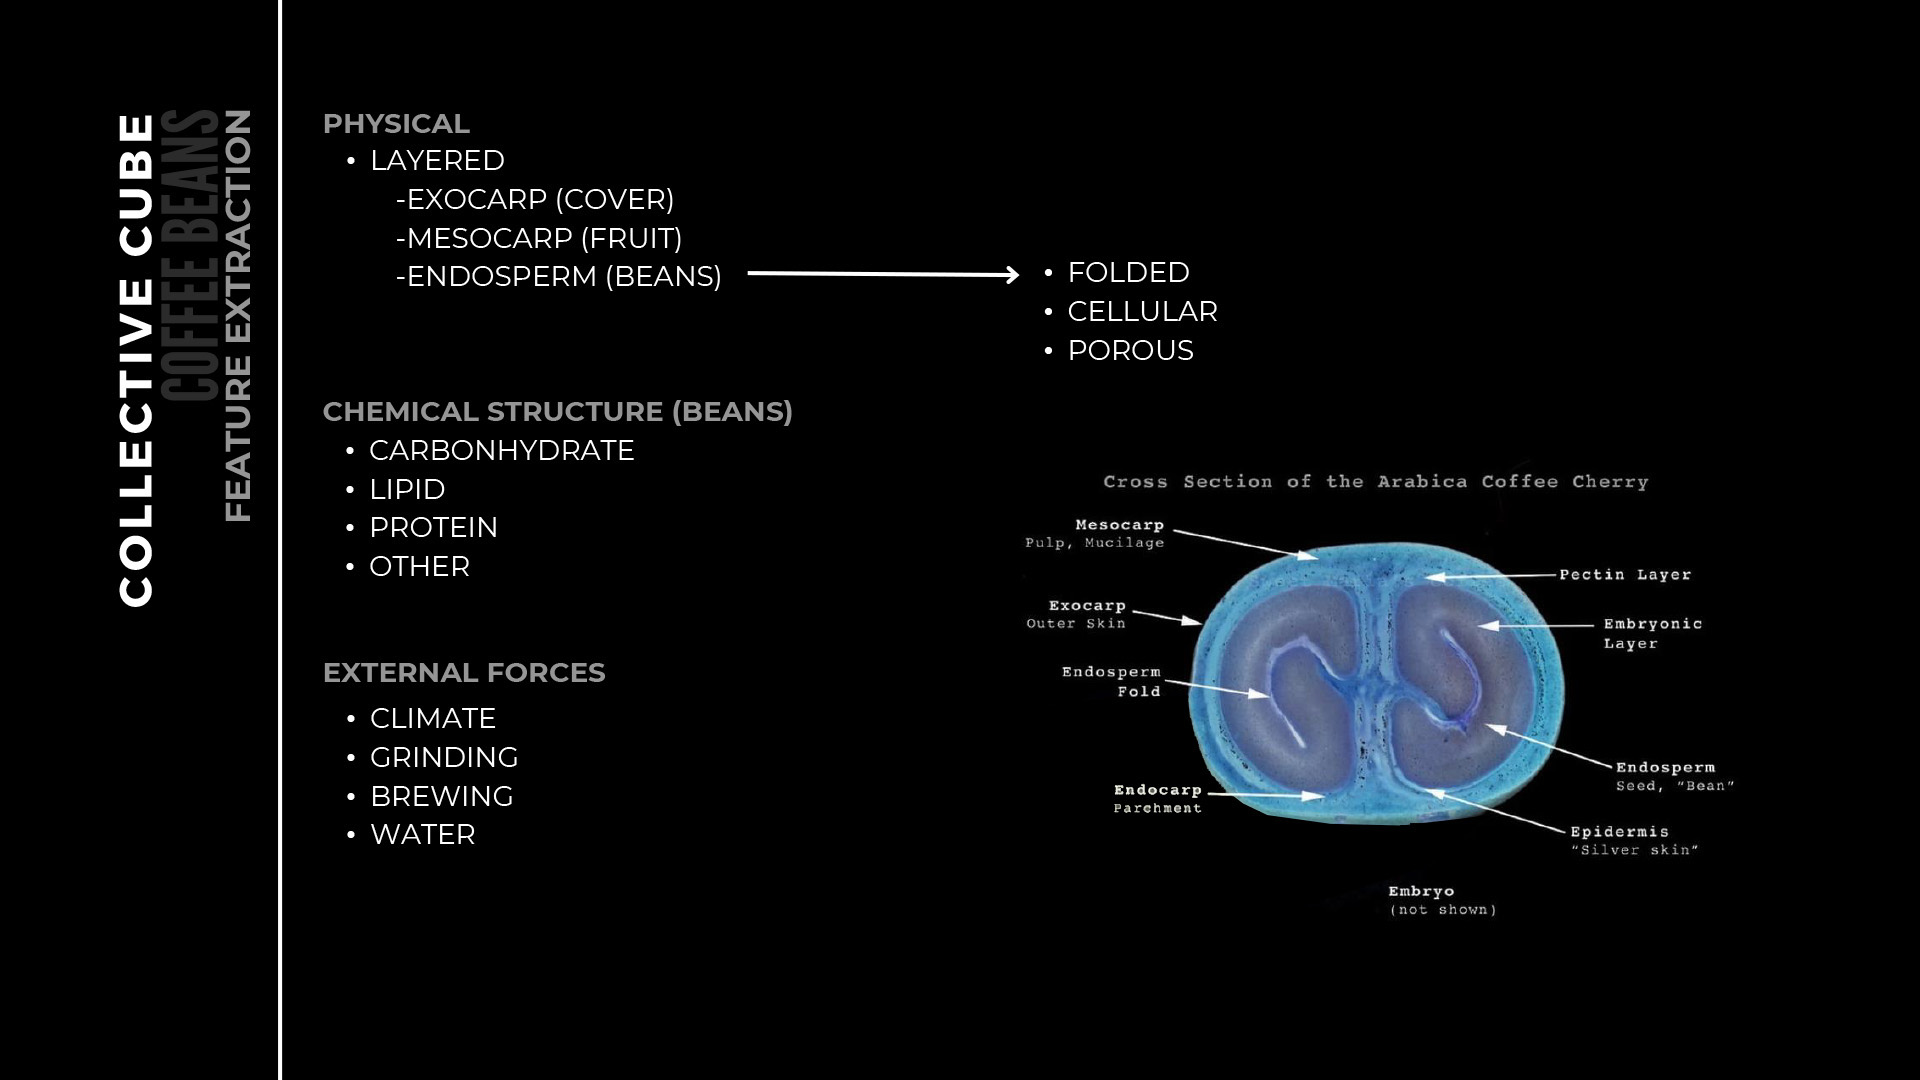 COLLECTIVE CUBE
COFFEE BEANS
FEATURE EXTRACTION
PHYSICAL
• LAYERED
-EXOCARP (COVER)
-MESOCARP (FRUIT)
-ENDOSPERM (BEANS)
• FOLDED
• CELLULAR
• POROUS
CHEMICAL STRUCTURE (BEANS)
• CARBONHYDRATE
• LIPID
• PROTEIN
• OTHER
EXTERNAL FORCES
• CLIMATE
• GRINDING
• BREWING
• WATER
Cross Section of the Arabica Coffee Cherry
Mesocarp
Pulp, Mucilage
Exocarp
Outer Skin
Endosperm
Fold
Endocarp
Parchment
Pectin Layer
Embryonic
Layer
Endosperm
Seed, "Bean"
Epidermis
"Silver skin"
Embryo
(not shown)